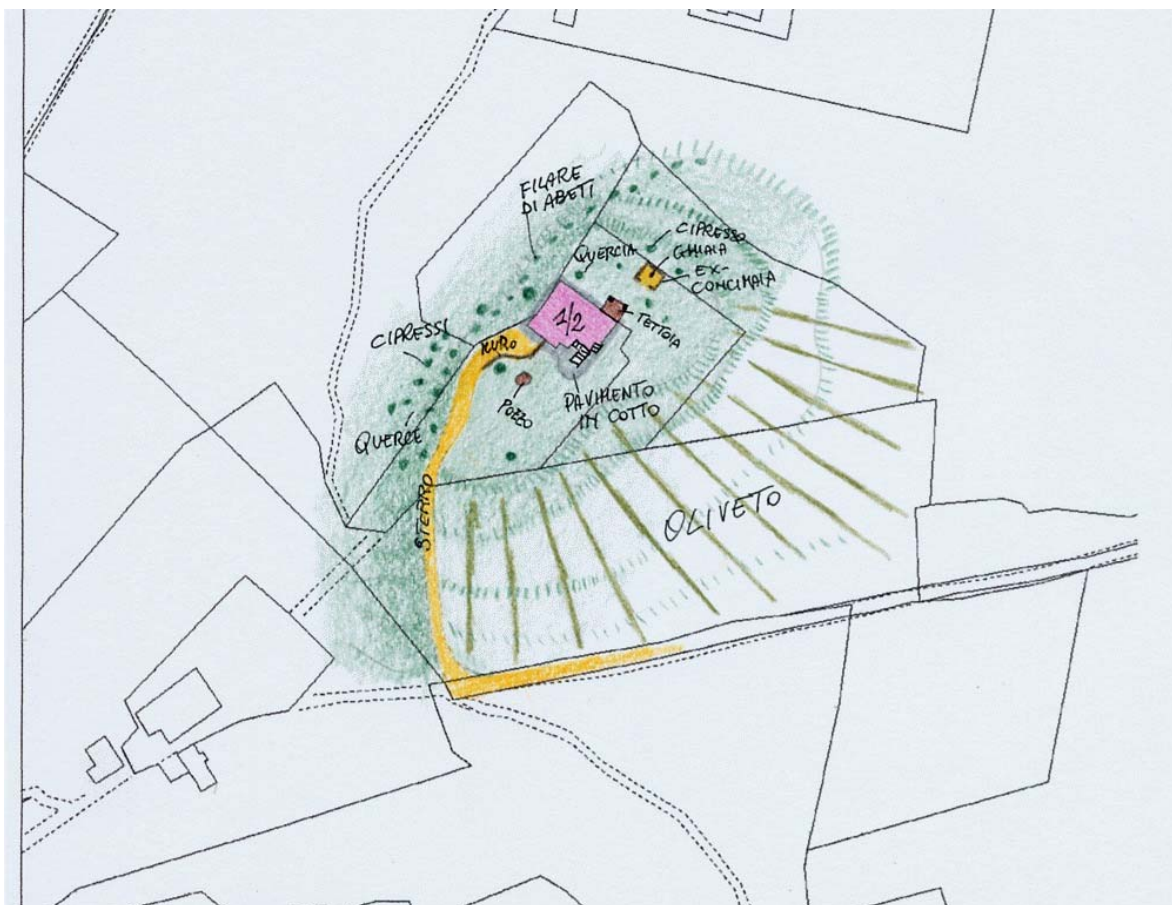 FILARE
DI ABETI
QUERCIA
CIPRESSO
GHIAIA
EX-
CONCIMAIA
TETTOIA
1/2
CIPRESSI
MURO
POZZO
PAVIMENTO
IN COTTO
QUERCE
STERRO
OLIVETO